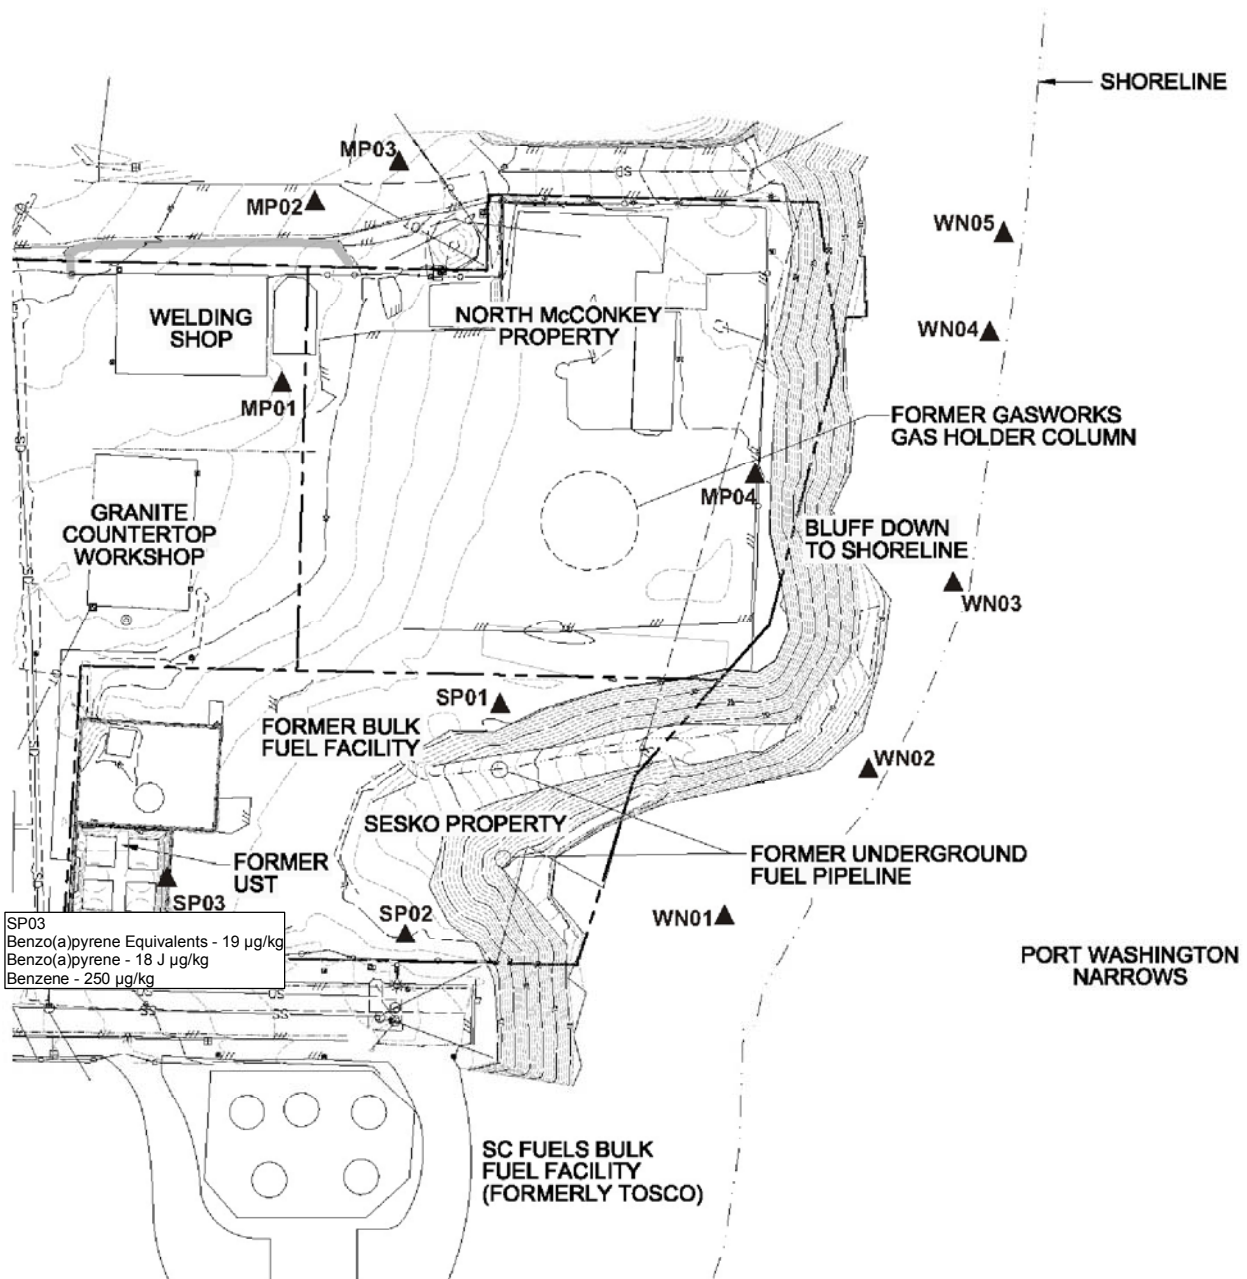 SHORELINE
MP03
MP02
WN05
WELDING
SHOP
NORTH McCONKEY
PROPERTY
WN04
MP01
FORMER GASWORKS
GAS HOLDER COLUMN
MP04
GRANITE
COUNTERTOP
WORKSHOP
BLUFF DOWN
TO SHORELINE
WN03
SP01
FORMER BULK
FUEL FACILITY
WN02
SESKO PROPERTY
FORMER
UST
FORMER UNDERGROUND
FUEL PIPELINE
SP03
SP02
WN01
SP03
Benzo(a)pyrene Equivalents - 19 µg/kg
Benzo(a)pyrene - 18 J µg/kg
Benzene - 250 µg/kg
PORT WASHINGTON
NARROWS
SC FUELS BULK
FUEL FACILITY
(FORMERLY TOSCO)